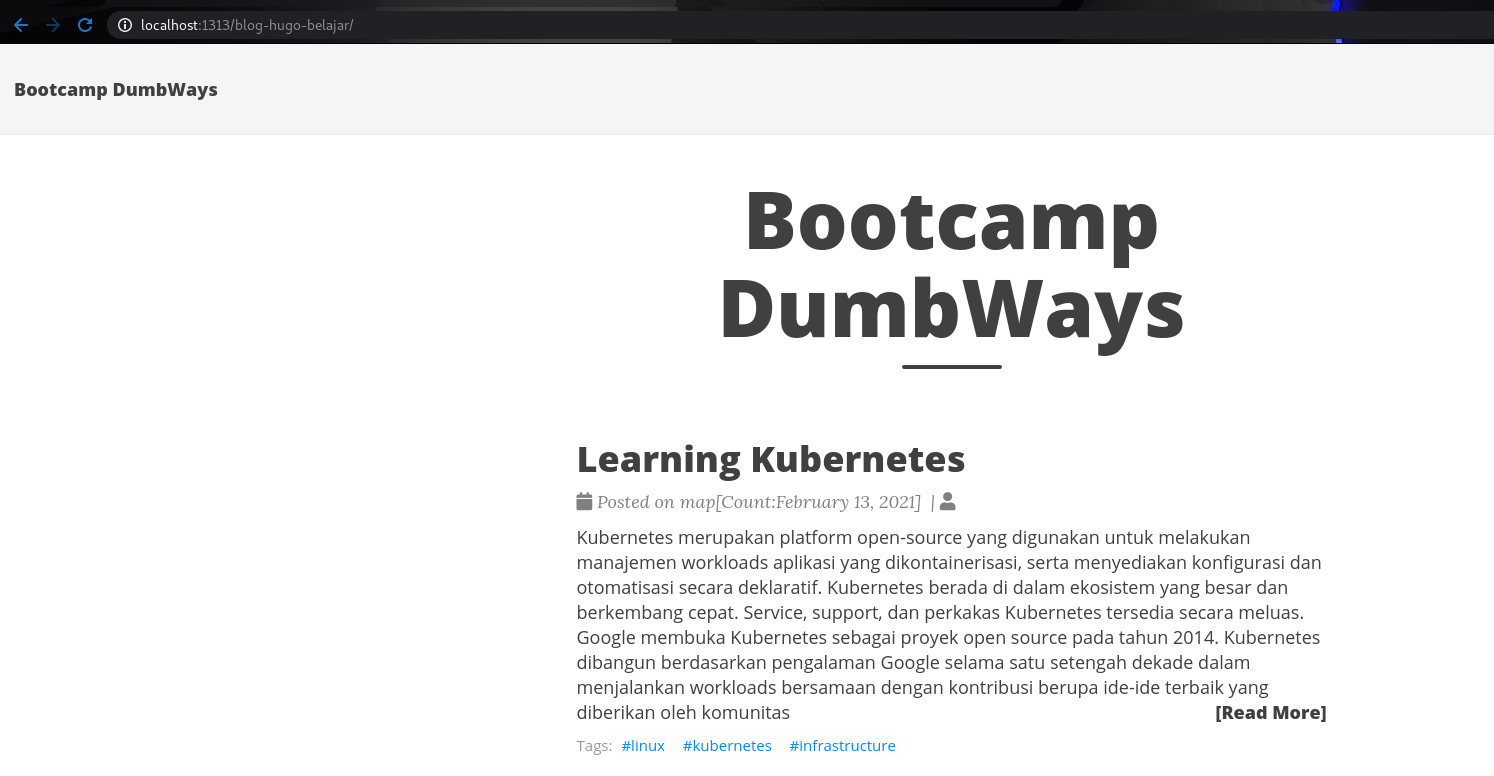 localhost:1313/blog-hugo-belajar/
Bootcamp DumbWays
Bootcamp
DumbWays
Learning Kubernetes
Posted on map[Count:February 13, 2021] |
Kubernetes merupakan platform open-source yang digunakan untuk melakukan
manajemen workloads aplikasi yang dikontainerisasi, serta menyediakan konfigurasi dan
otomatisasi secara deklaratif. Kubernetes berada di dalam ekosistem yang besar dan
berkembang cepat. Service, support, dan perkakas Kubernetes tersedia secara meluas.
Google membuka Kubernetes sebagai proyek open source pada tahun 2014. Kubernetes
dibangun berdasarkan pengalaman Google selama satu setengah dekade dalam
menjalankan workloads bersamaan dengan kontribusi berupa ide-ide terbaik yang
diberikan oleh komunitas [Read More]
Tags: #linux #kubernetes #infrastructure